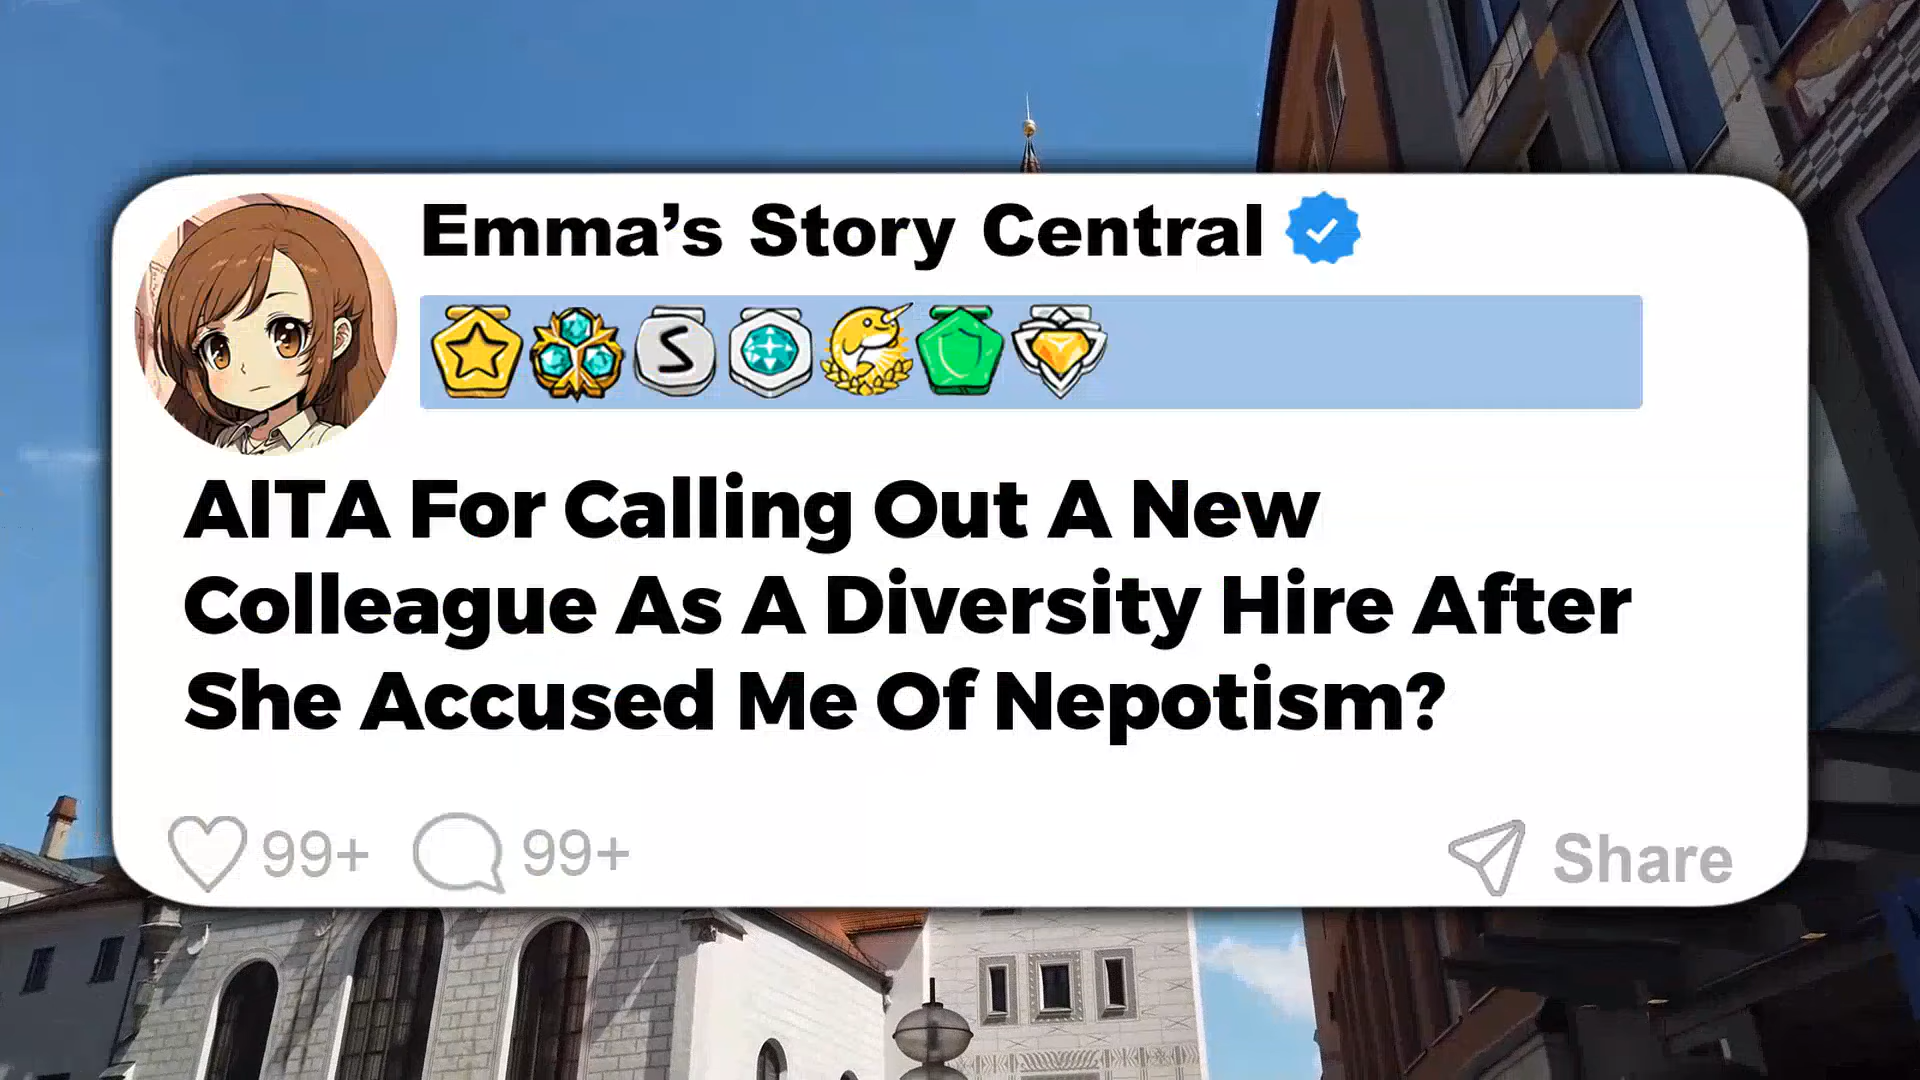 Emma’s Story Central
S
AITA For Calling Out A New
Colleague As A Diversity Hire After
She Accused Me Of Nepotism?
99+ 99+ Share